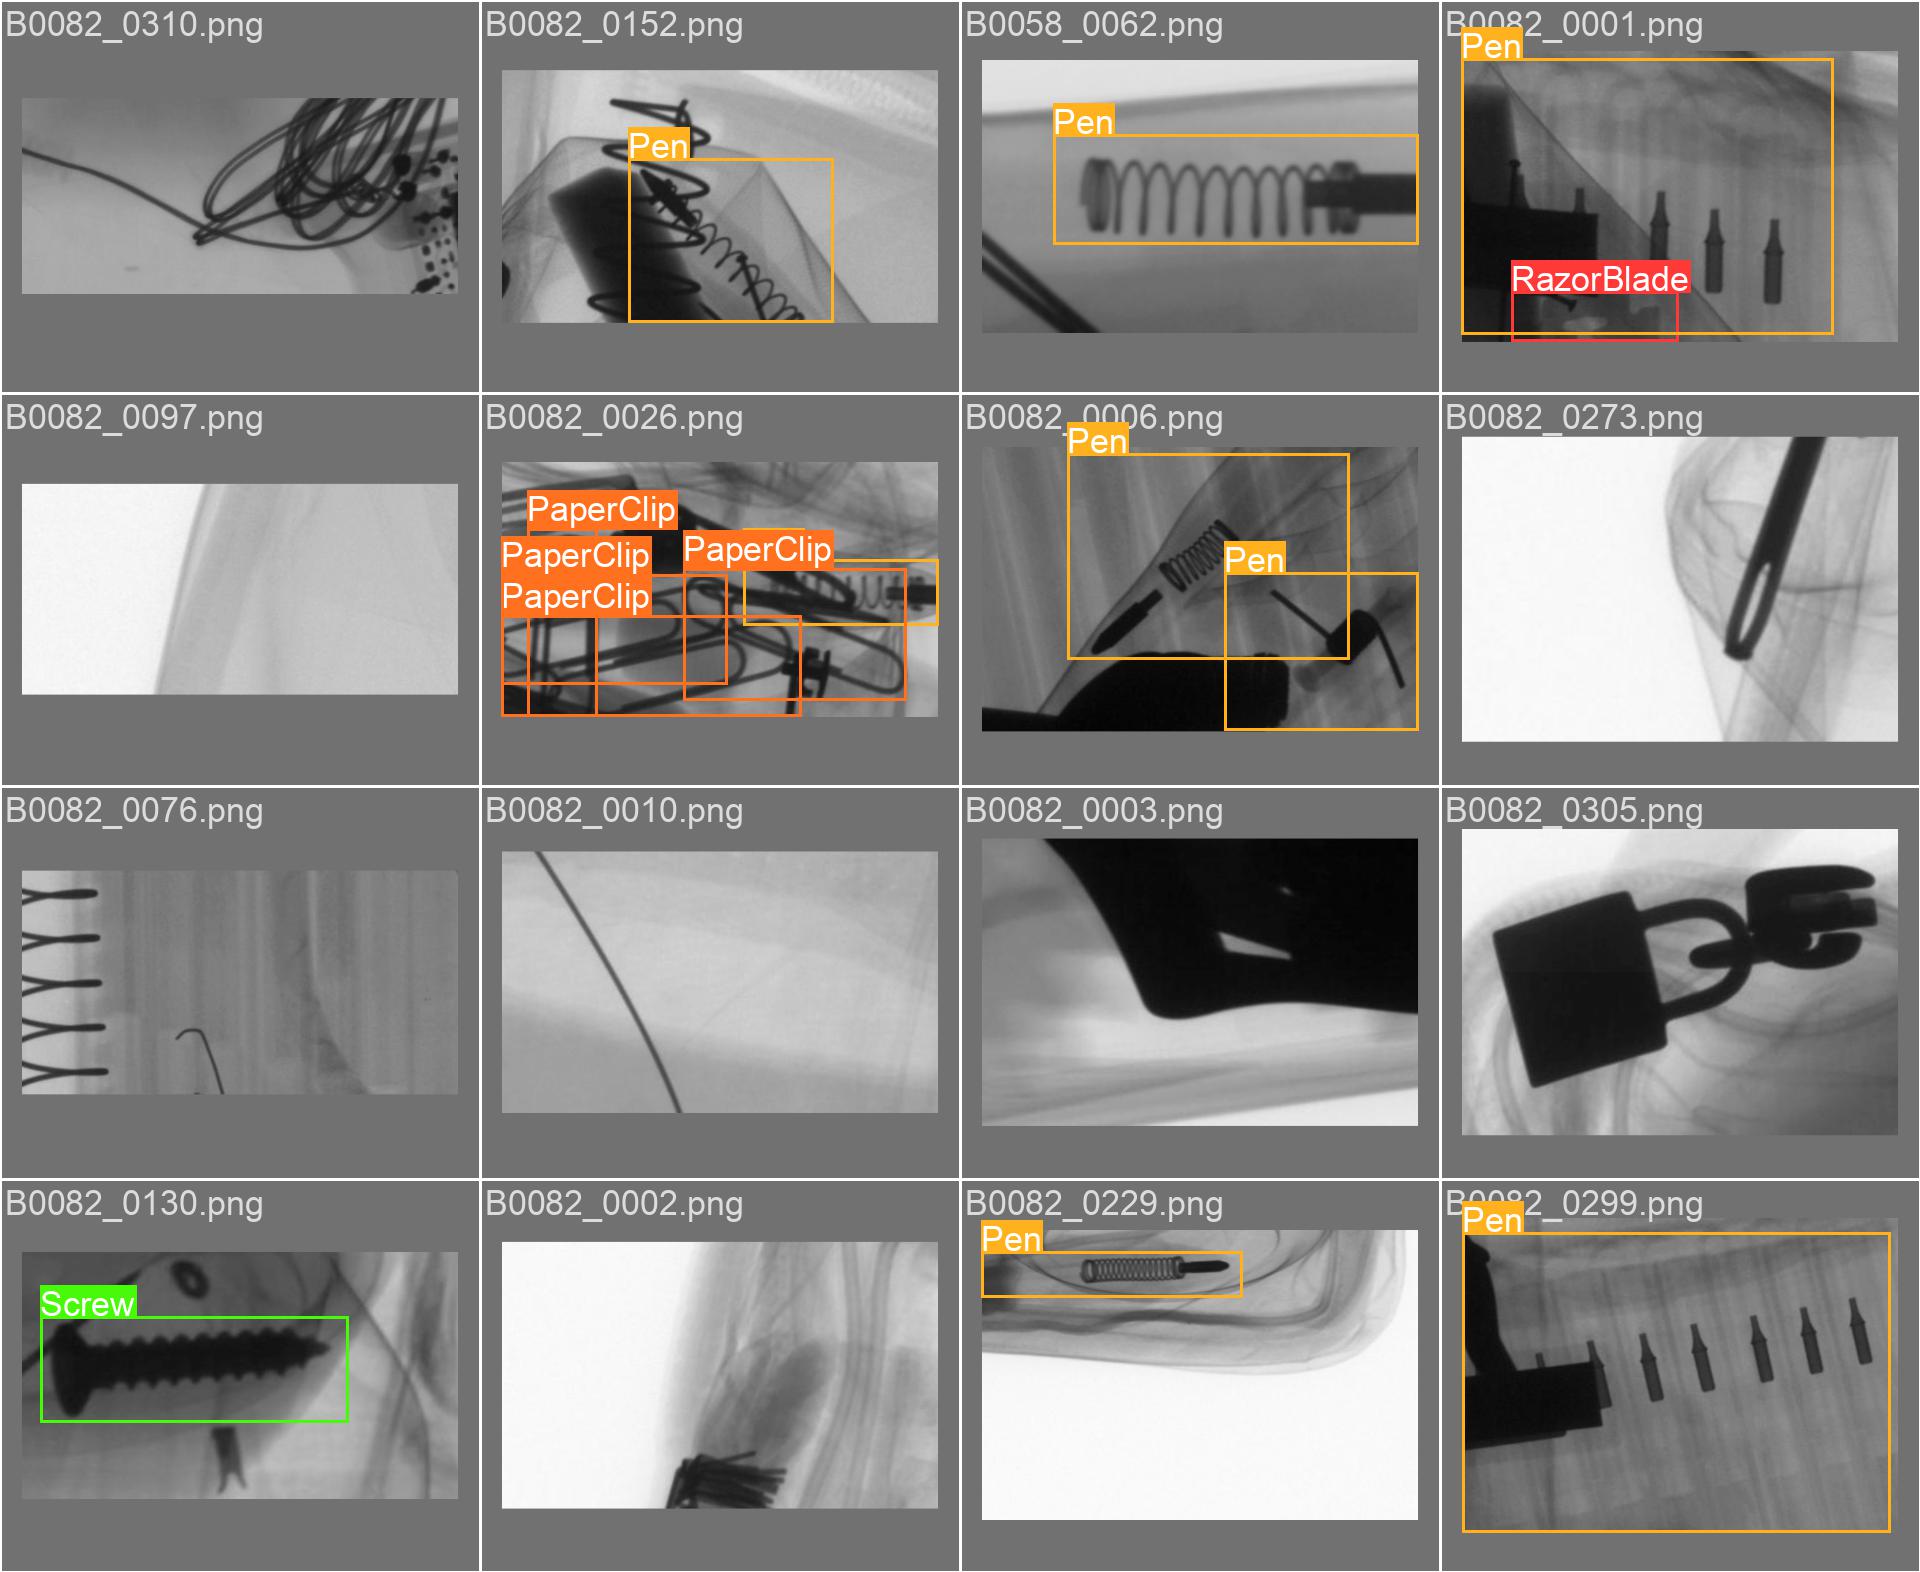 B0082_0310.png
B0082_0152.png
Pen
B0058_0062.png
Pen
B0082_0001.png
Pen
RazorBlade
B0082_0097.png
B0082_0026.png
PaperClip
PaperClip
PaperClip
PaperClip
B0082_0006.png
Pen
Pen
B0082_0273.png
B0082_0076.png
B0082_0010.png
B0082_0003.png
B0082_0305.png
B0082_0130.png
Screw
B0082_0002.png
B0082_0229.png
Pen
B0082_0299.png
Pen